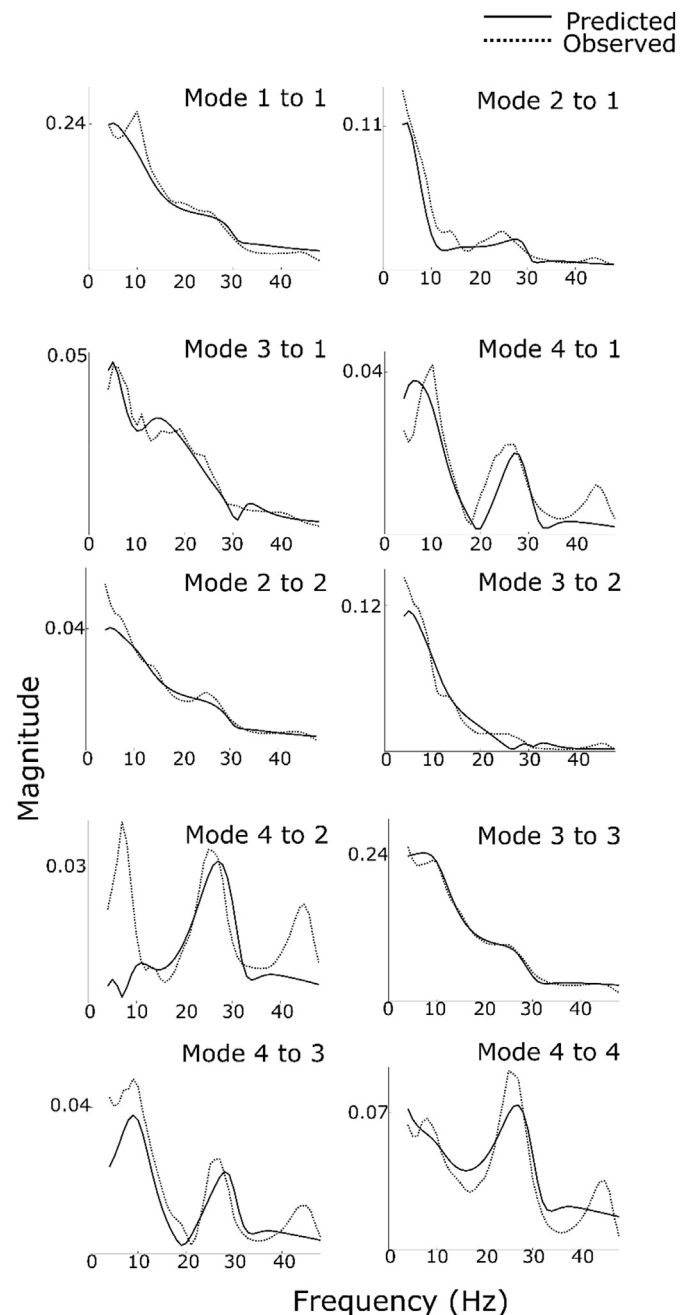 Predicted
Observed
Mode 1 to 1
0.24
0 10 20 30 40
Mode 2 to 1
0.11
0 10 20 30 40
Mode 3 to 1
0.05
0 10 20 30 40
Mode 4 to 1
0.04
0 10 20 30 40
Mode 2 to 2
0.04
0 10 20 30 40
Mode 3 to 2
0.12
0 10 20 30 40
Magnitude
Mode 4 to 2
0.03
0 10 20 30 40
Mode 3 to 3
0.24
0 10 20 30 40
Mode 4 to 3
0.04
0 10 20 30 40
Mode 4 to 4
0.07
0 10 20 30 40
Frequency (Hz)